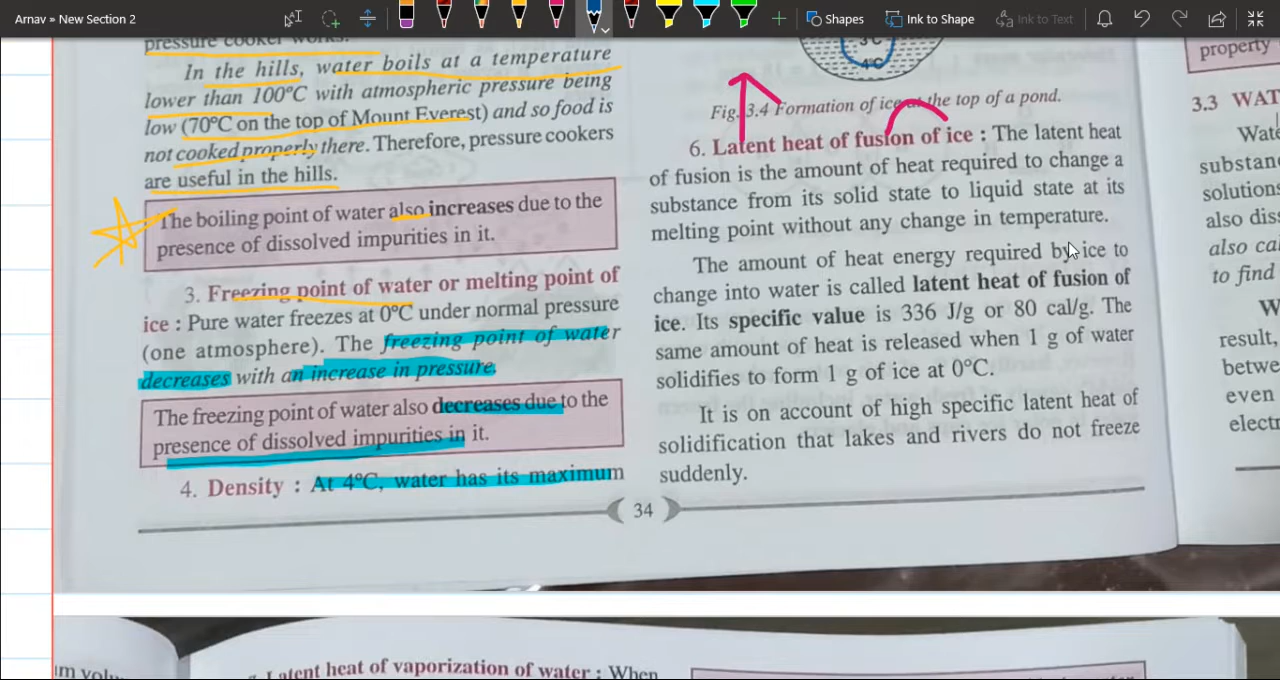 Arnav » New Section 2
Shapes
Ink to Shape
Ink to Text
pressure cooker works.
In the hills, water boils at a temperature
lower than 100°C with atmospheric pressure being
low (70°C on the top of Mount Everest) and so food is
not cooked properly there. Therefore, pressure cookers
are useful in the hills.
The boiling point of water also increases due to the
presence of dissolved impurities in it.
3. Freezing point of water or melting point of
ice : Pure water freezes at 0°C under normal pressure
(one atmosphere). The freezing point of water
decreases with an increase in pressure.
The freezing point of water also decreases due to the
presence of dissolved impurities in it.
4. Density : At 4°C, water has its maximum
3°C
4°C
Fig. 3.4 Formation of ice at the top of a pond.
6. Latent heat of fusion of ice : The latent heat
of fusion is the amount of heat required to change a
substance from its solid state to liquid state at its
melting point without any change in temperature.
The amount of heat energy required by ice to
change into water is called latent heat of fusion of
ice. Its specific value is 336 J/g or 80 cal/g. The
same amount of heat is released when 1 g of water
solidifies to form 1 g of ice at 0°C.
It is on account of high specific latent heat of
solidification that lakes and rivers do not freeze
suddenly.
34
property
3.3 WAT
Wat
substan
solution
also dis
also ca
to find
W
result,
betwe
even
electr
um volu
Latent heat of vaporization of water : When